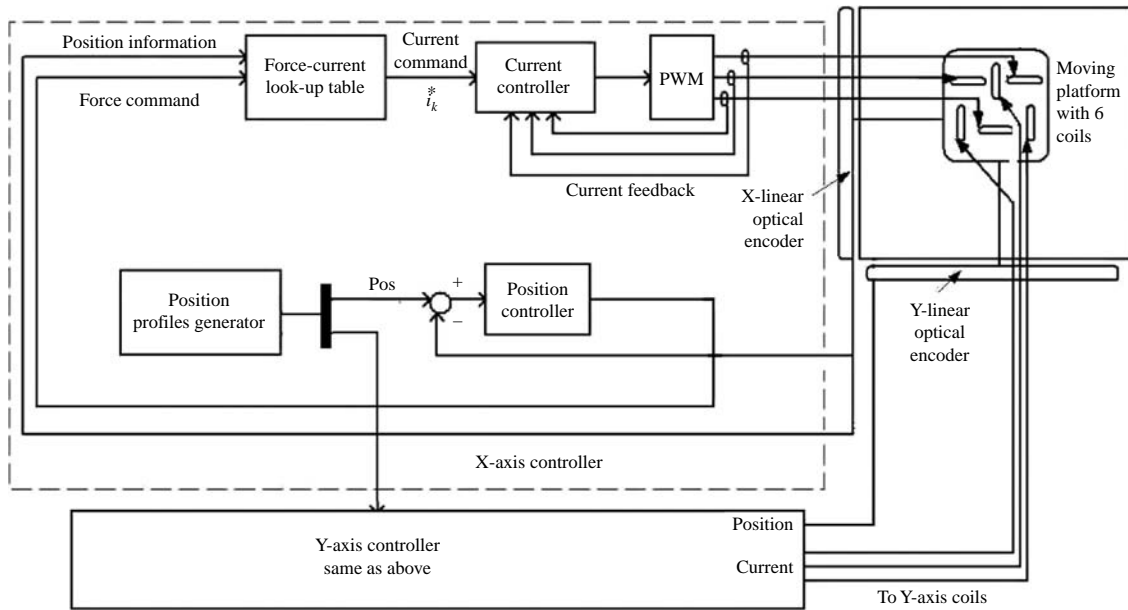 Position information
Force command
Force-current
look-up table
Current
command
i*k
Current
controller
PWM
Current feedback
Moving
platform
with 6
coils
X-linear
optical
encoder
Position
profiles generator
Pos
+
−
Position
controller
Y-linear
optical
encoder
X-axis controller
Y-axis controller
same as above
Position
Current
To Y-axis coils